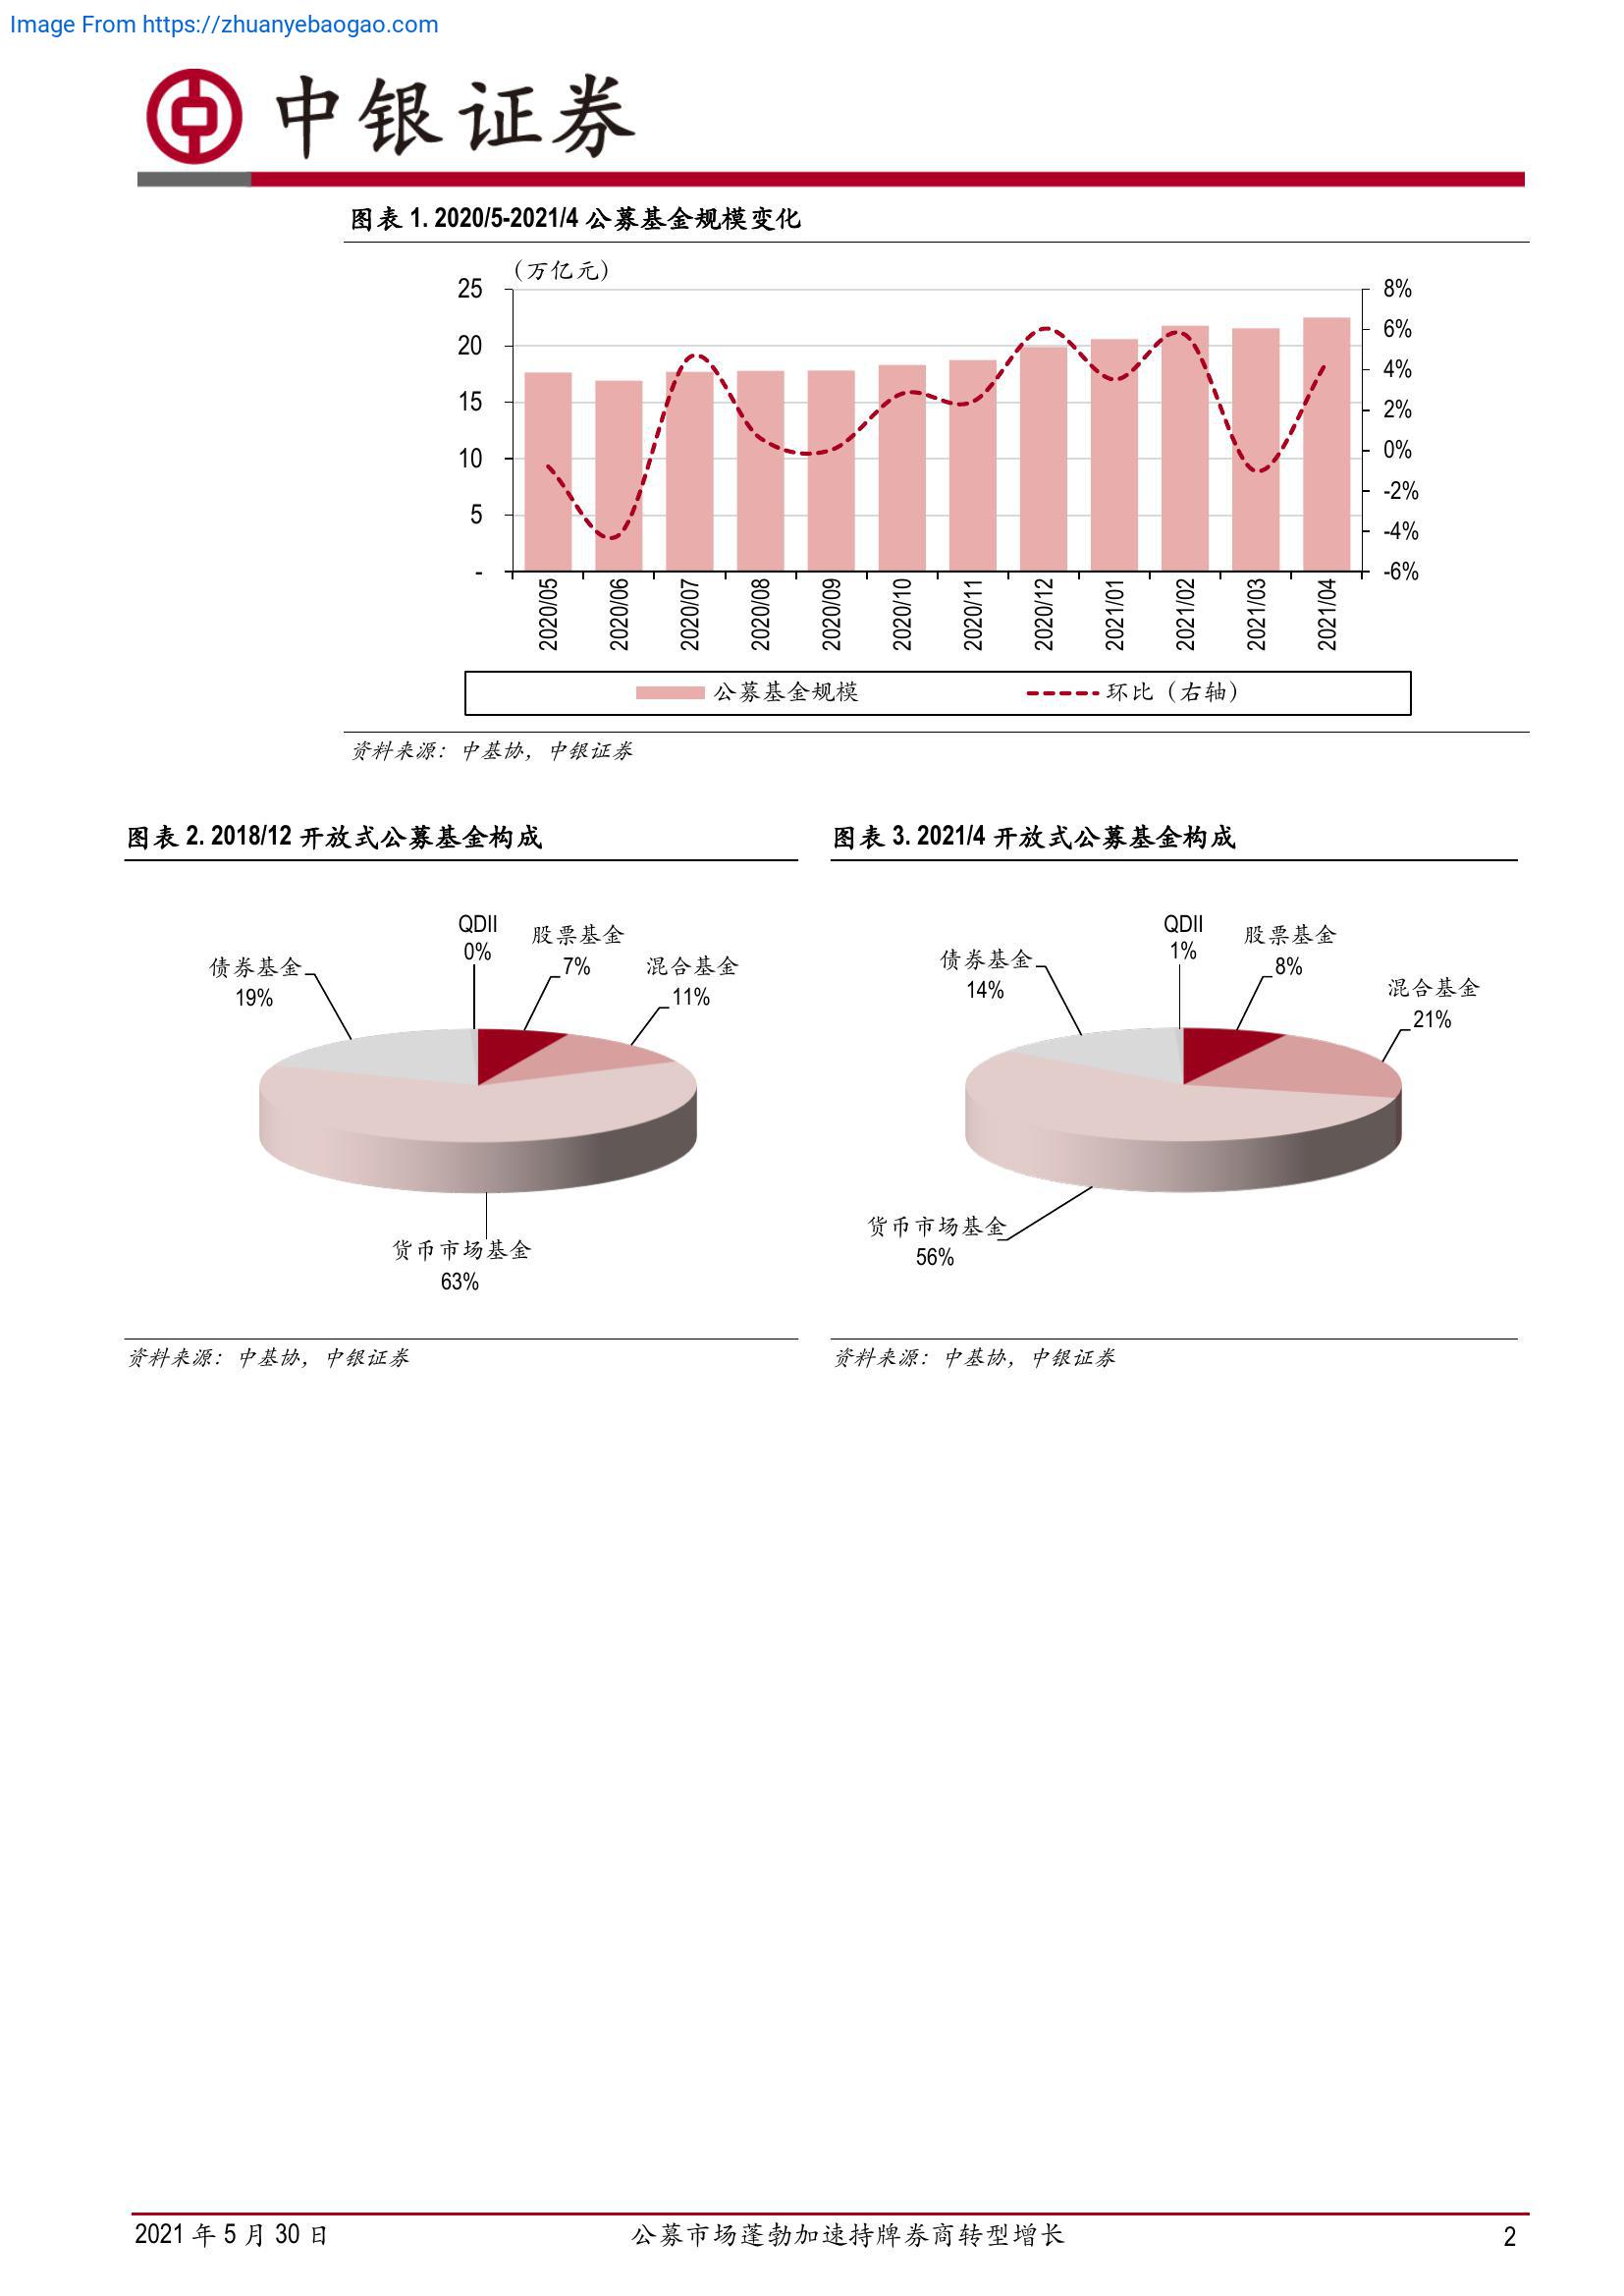 Image From https://zhuanyebaogao.com
中银证券
图表 1. 2020/5-2021/4 公募基金规模变化
(万亿元)
25
20
15
10
5
-
8%
6%
4%
2%
0%
-2%
-4%
-6%
2020/05
2020/06
2020/07
2020/08
2020/09
2020/10
2020/11
2020/12
2021/01
2021/02
2021/03
2021/04
公募基金规模
环比（右轴）
资料来源：中基协，中银证券
图表 2. 2018/12 开放式公募基金构成
QDII
0%
股票基金
7%
混合基金
11%
债券基金
19%
货币市场基金
63%
资料来源：中基协，中银证券
图表 3. 2021/4 开放式公募基金构成
QDII
1%
股票基金
8%
混合基金
21%
债券基金
14%
货币市场基金
56%
资料来源：中基协，中银证券
2021 年 5 月 30 日
公募市场蓬勃加速持牌券商转型增长
2